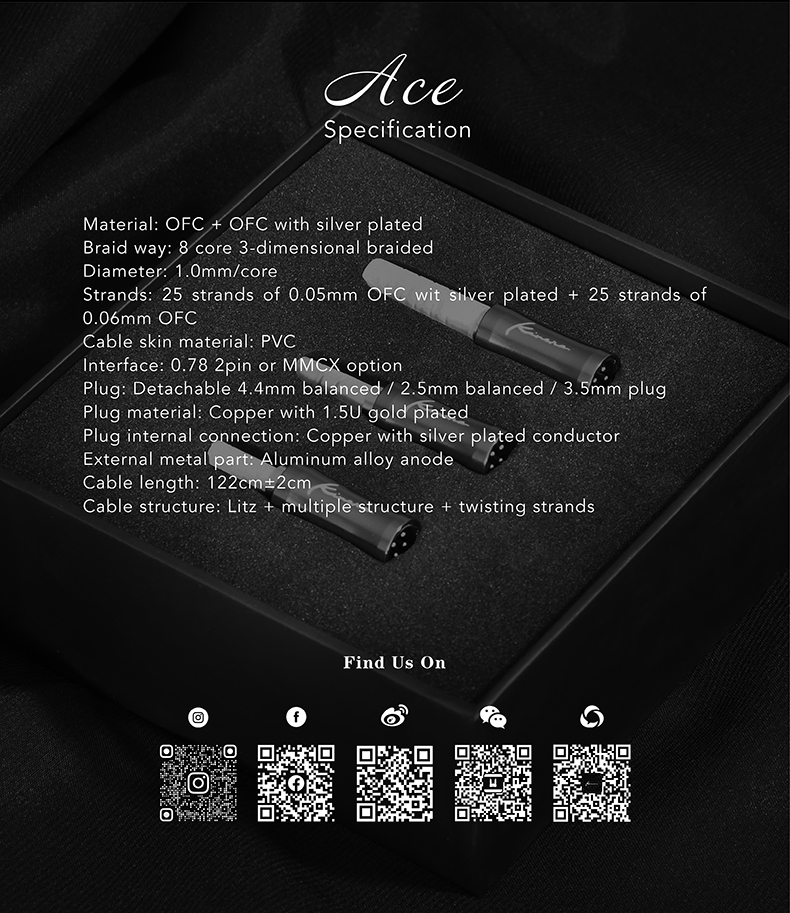 Ace
Specification
Material: OFC + OFC with silver plated
Braid way: 8 core 3-dimensional braided
Diameter: 1.0mm/core
Strands: 25 strands of 0.05mm OFC wit silver plated + 25 strands of
0.06mm OFC
Cable skin material: PVC
Interface: 0.78 2pin or MMCX option
Plug: Detachable 4.4mm balanced / 2.5mm balanced / 3.5mm plug
Plug material: Copper with 1.5U gold plated
Plug internal connection: Copper with silver plated conductor
External metal part: Aluminum alloy anode
Cable length: 122cm±2cm
Cable structure: Litz + multiple structure + twisting strands
Kinera
Find Us On